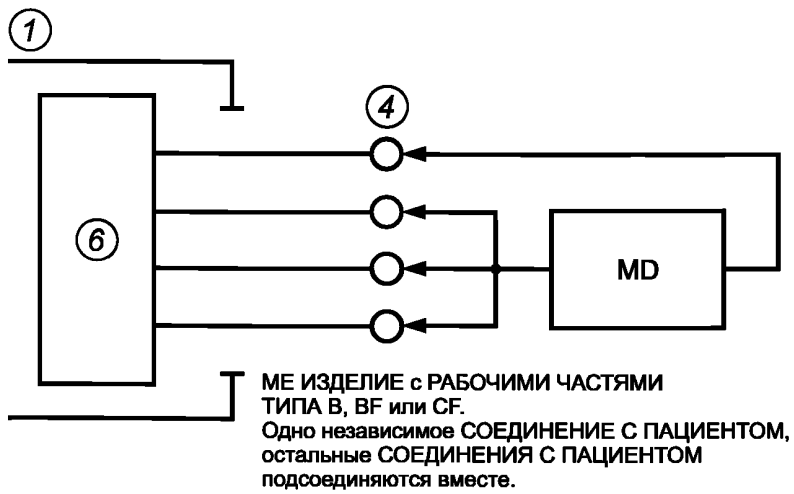 1
4
6
MD
МЕ ИЗДЕЛИЕ с РАБОЧИМИ ЧАСТЯМИ
ТИПА В, BF или CF.
Одно независимое СОЕДИНЕНИЕ С ПАЦИЕНТОМ,
остальные СОЕДИНЕНИЯ С ПАЦИЕНТОМ
подсоединяются вместе.